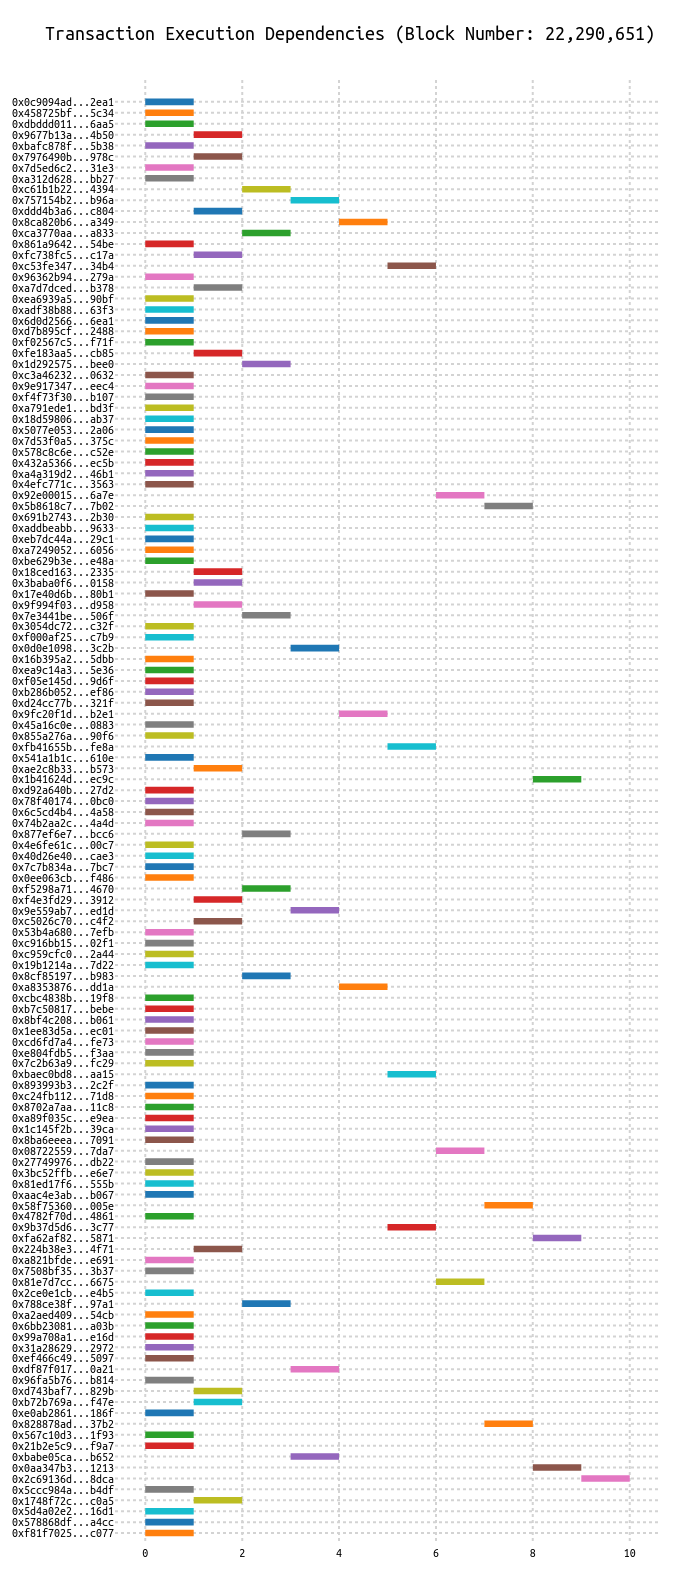 Transaction Execution Dependencies (Block Number: 22,290,651)
0x0c9094ad...2ea1
0x458725bf...5c34
0xdbddd011...6aa5
0x9677b13a...4b50
0xbafc878f...5b38
0x7976490b...978c
0x7d5ed6c2...31e3
0xa312d628...bb27
0xc61b1b22...4394
0x757154b2...b96a
0xddd4b3a6...c804
0x8ca820b6...a349
0xca3770aa...a833
0x861a9642...54be
0xfc738fc5...c17a
0xc53fe347...34b4
0x96362b94...279a
0xa7d7dced...b378
0xea6939a5...90bf
0xadf38b88...63f3
0x6d0d2566...6ea1
0xd7b895cf...2488
0xf02567c5...f71f
0xfe183aa5...cb85
0x1d292575...bee0
0xc3a46232...0632
0x9e917347...eec4
0xf4f73f30...b107
0xa791ede1...bd3f
0x18d59806...ab37
0x5077e053...2a06
0x7d53f0a5...375c
0x578c8c6e...c52e
0x432a5366...ec5b
0xa4a319d2...46b1
0x4efc771c...3563
0x92e00015...6a7e
0x5b8618c7...7b02
0x691b2743...2b30
0xaddbeabb...9633
0xeb7dc44a...29c1
0xa7249052...6056
0xbe629b3e...e48a
0x18ced163...2335
0x3baba0f6...0158
0x17e40d6b...80b1
0x9f994f03...d958
0x7e3441be...506f
0x3054dc72...c32f
0xf000af25...c7b9
0x0d0e1098...3c2b
0x16b395a2...5dbb
0xea9c14a3...5e36
0xf05e145d...9d6f
0xb286b052...ef86
0xd24cc77b...321f
0x9fc20f1d...b2e1
0x45a16c0e...0883
0x855a276a...90f6
0xfb41655b...fe8a
0x541a1b1c...610e
0xae2c8b33...b573
0x1b41624d...ec9c
0xd92a640b...27d2
0x78f40174...0bc0
0x6c5cd4b4...4a58
0x74b2aa2c...4a4d
0x877ef6e7...bcc6
0x4e6fe61c...00c7
0x40d26e40...cae3
0x7c7b834a...7bc7
0x0ee063cb...f486
0xf5298a71...4670
0xf4e3fd29...3912
0x9e559ab7...ed1d
0xc5026c70...c4f2
0x53b4a680...7efb
0xc916bb15...02f1
0xc959cfc0...2a44
0x19b1214a...7d22
0x8cf85197...b983
0xa8353876...dd1a
0xcbc4838b...19f8
0xb7c50817...bebe
0x8bf4c208...b061
0x1ee83d5a...ec01
0xcd6fd7a4...fe73
0xe804fdb5...f3aa
0x7c2b63a9...fc29
0xbaec0bd8...aa15
0x893993b3...2c2f
0xc24fb112...71d8
0x8702a7aa...11c8
0xa89f035c...e9ea
0x1c145f2b...39ca
0x8ba6eeea...7091
0x08722559...7da7
0x27749976...db22
0x3bc52ffb...e6e7
0x81ed17f6...555b
0xaac4e3ab...b067
0x58f75360...005e
0x4782f70d...4861
0x9b37d5d6...3c77
0xfa62af82...5871
0x224b38e3...4f71
0xa821bfde...e691
0x7508bf35...3b37
0x81e7d7cc...6675
0x2ce0e1cb...e4b5
0x788ce38f...97a1
0xa2aed409...54cb
0x6bb23081...a03b
0x99a708a1...e16d
0x31a28629...2972
0xef466c49...5097
0xdf87f017...0a21
0x96fa5b76...b814
0xd743baf7...829b
0xb72b769a...f47e
0xe0ab2861...186f
0x828878ad...37b2
0x567c10d3...1f93
0x21b2e5c9...f9a7
0xbabe05ca...b652
0x0aa347b3...1213
0x2c69136d...8dca
0x5ccc984a...b4df
0x1748f72c...c0a5
0x5d4a02e2...16d1
0x578868df...a4cc
0xf81f7025...c077
0 2 4 6 8 10